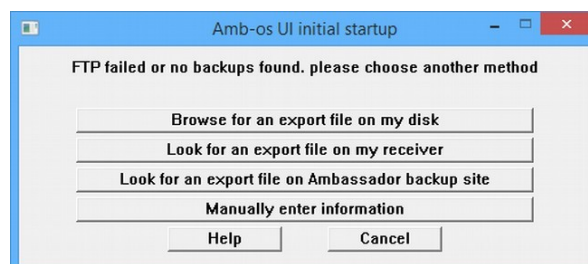 Amb-os UI initial startup
FTP failed or no backups found. please choose another method
Browse for an export file on my disk
Look for an export file on my receiver
Look for an export file on Ambassador backup site
Manually enter information
Help Cancel